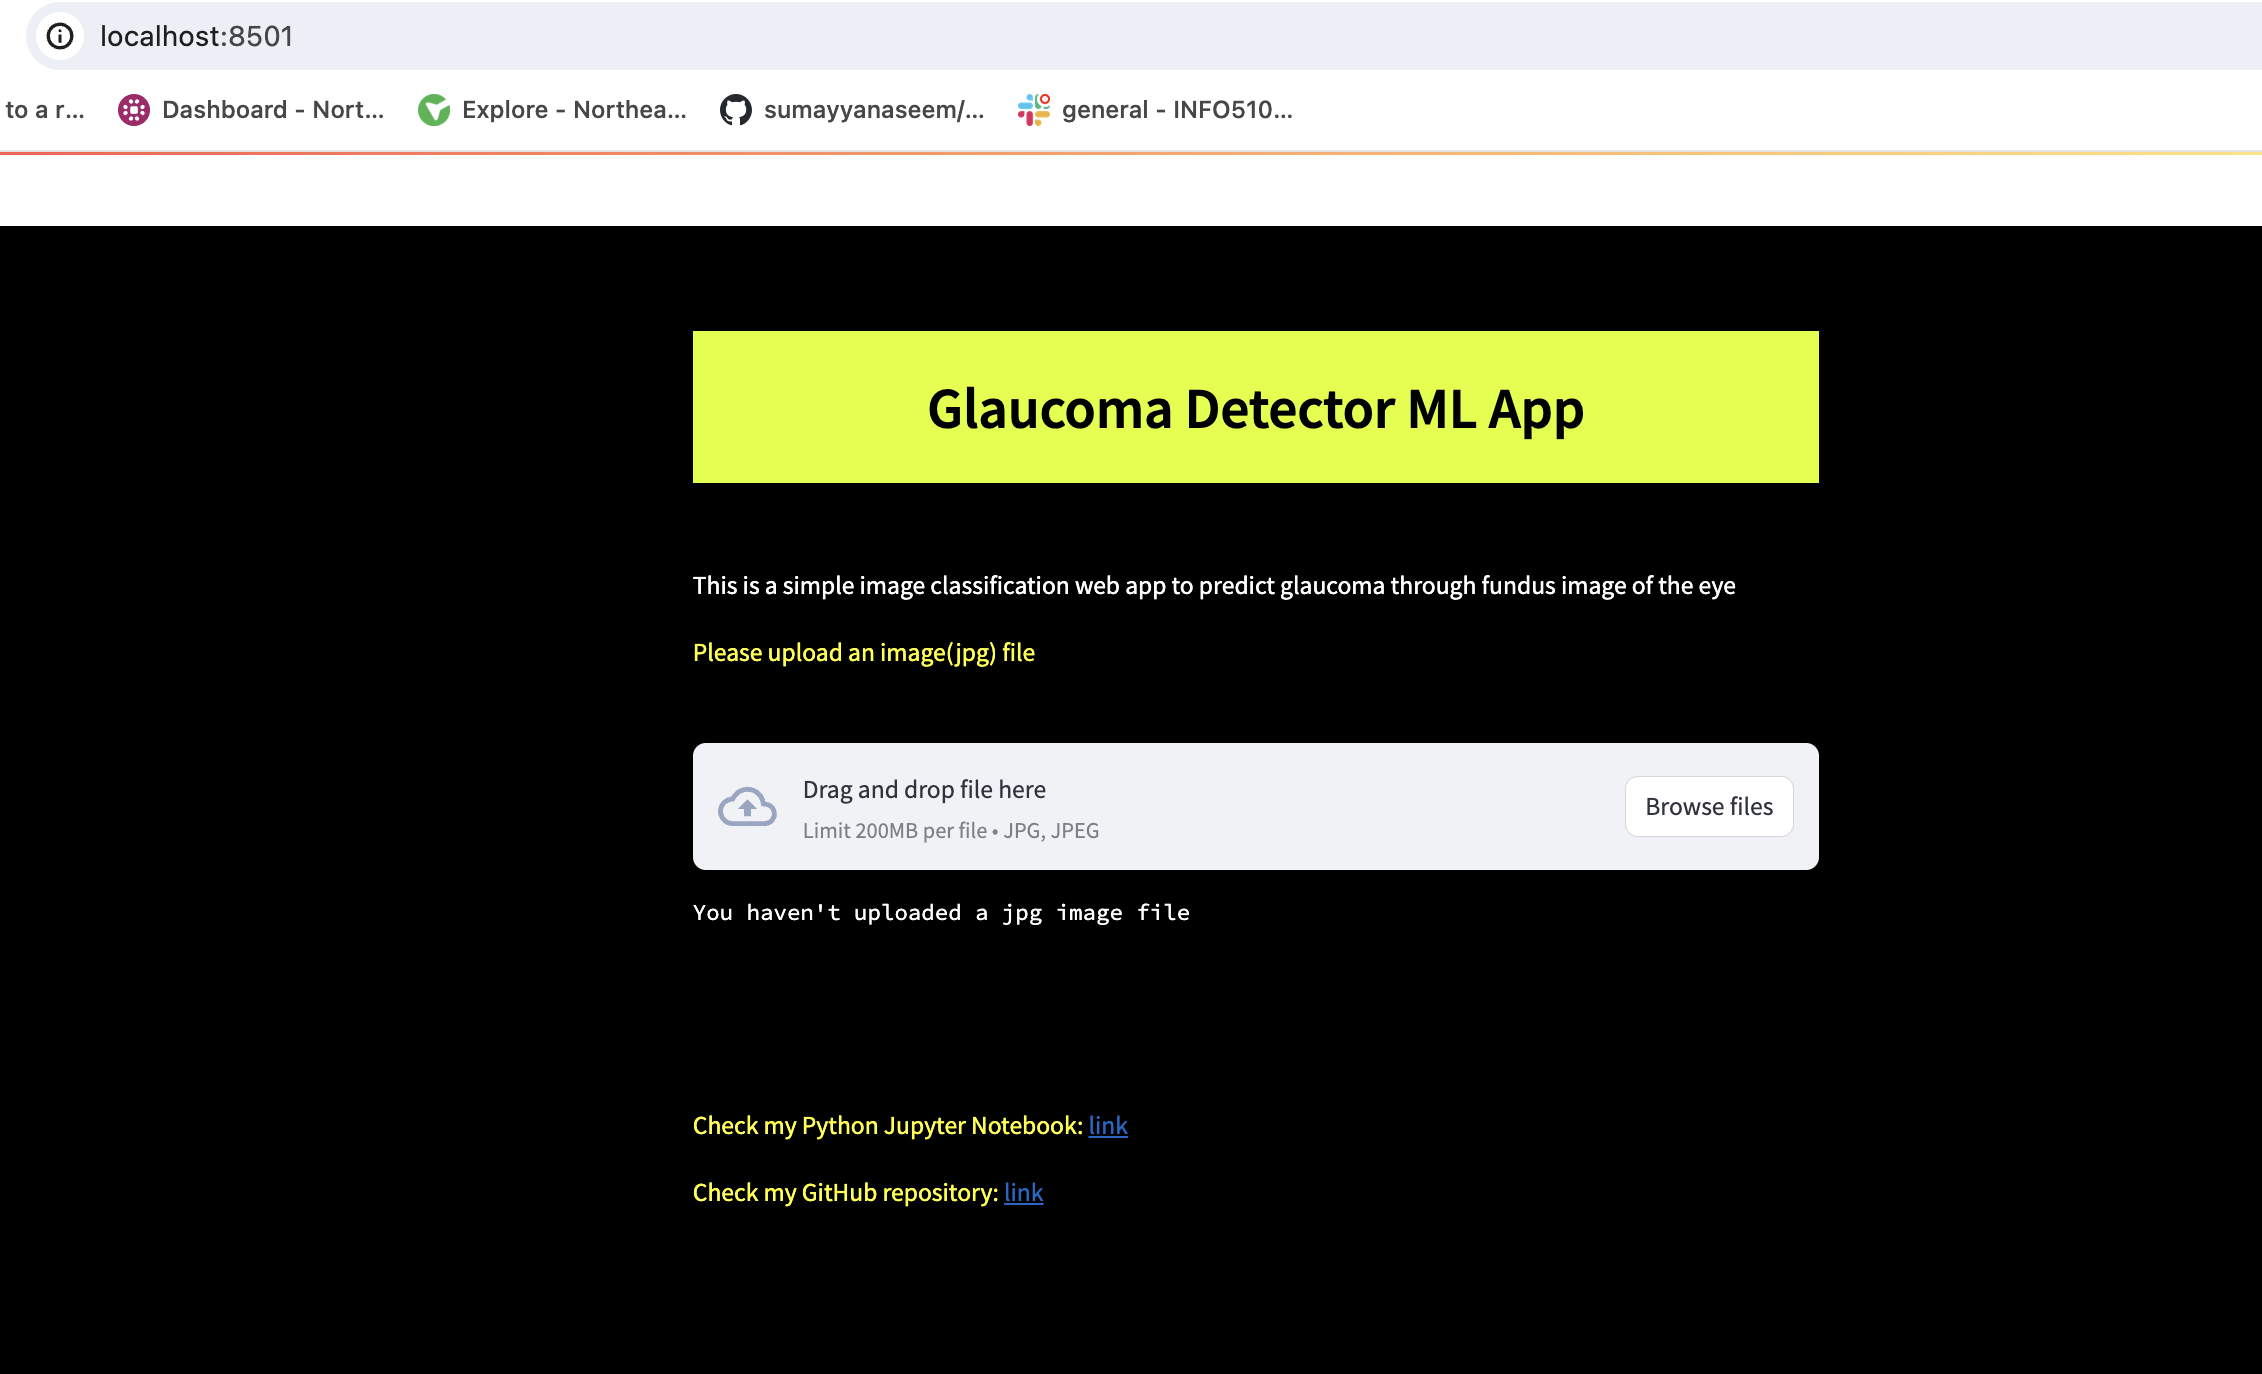 localhost:8501
to a r...
Dashboard - Nort...
Explore - Northea...
sumayyanaseem/...
general - INFO510...
Glaucoma Detector ML App
This is a simple image classification web app to predict glaucoma through fundus image of the eye
Please upload an image(jpg) file
Drag and drop file here
Limit 200MB per file • JPG, JPEG
Browse files
You haven't uploaded a jpg image file
Check my Python Jupyter Notebook: link
Check my GitHub repository: link